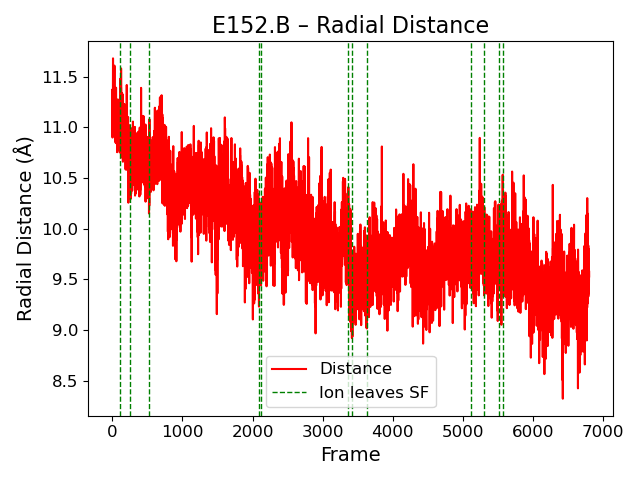 E152.B – Radial Distance
Radial Distance (Å)
11.5
11.0
10.5
10.0
9.5
9.0
8.5
Distance
Ion leaves SF
0 1000 2000 3000 4000 5000 6000 7000
Frame